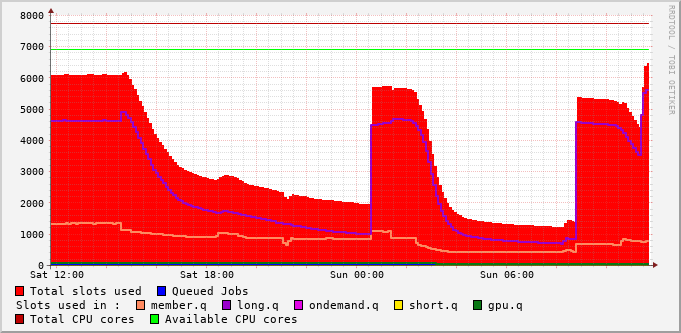 8000
7000
6000
5000
4000
3000
2000
1000
0
Sat 12:00 Sat 18:00 Sun 00:00 Sun 06:00
Total slots used Queued Jobs
Slots used in : member.q long.q ondemand.q short.q gpu.q
Total CPU cores Available CPU cores
RRDTOOL / TOBI OETIKER